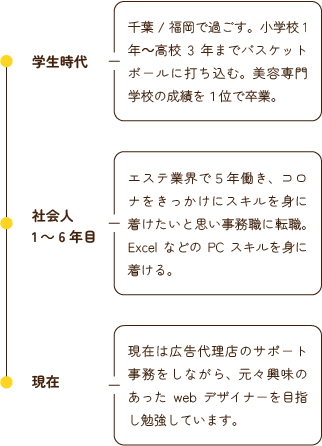 学生時代
千葉 / 福岡で過ごす。小学校 1
年〜高校 3 年までバスケット
ボールに打ち込む。美容専門
学校の成績を 1 位で卒業。
社会人
1〜6年目
エステ業界で 5 年働き、コロ
ナをきっかけにスキルを身に
着けたいと思い事務職に転職。
Excel などの PC スキルを身に
着ける。
現在
現在は広告代理店のサポート
事務をしながら、元々興味の
あった web デザイナーを目指
し勉強しています。